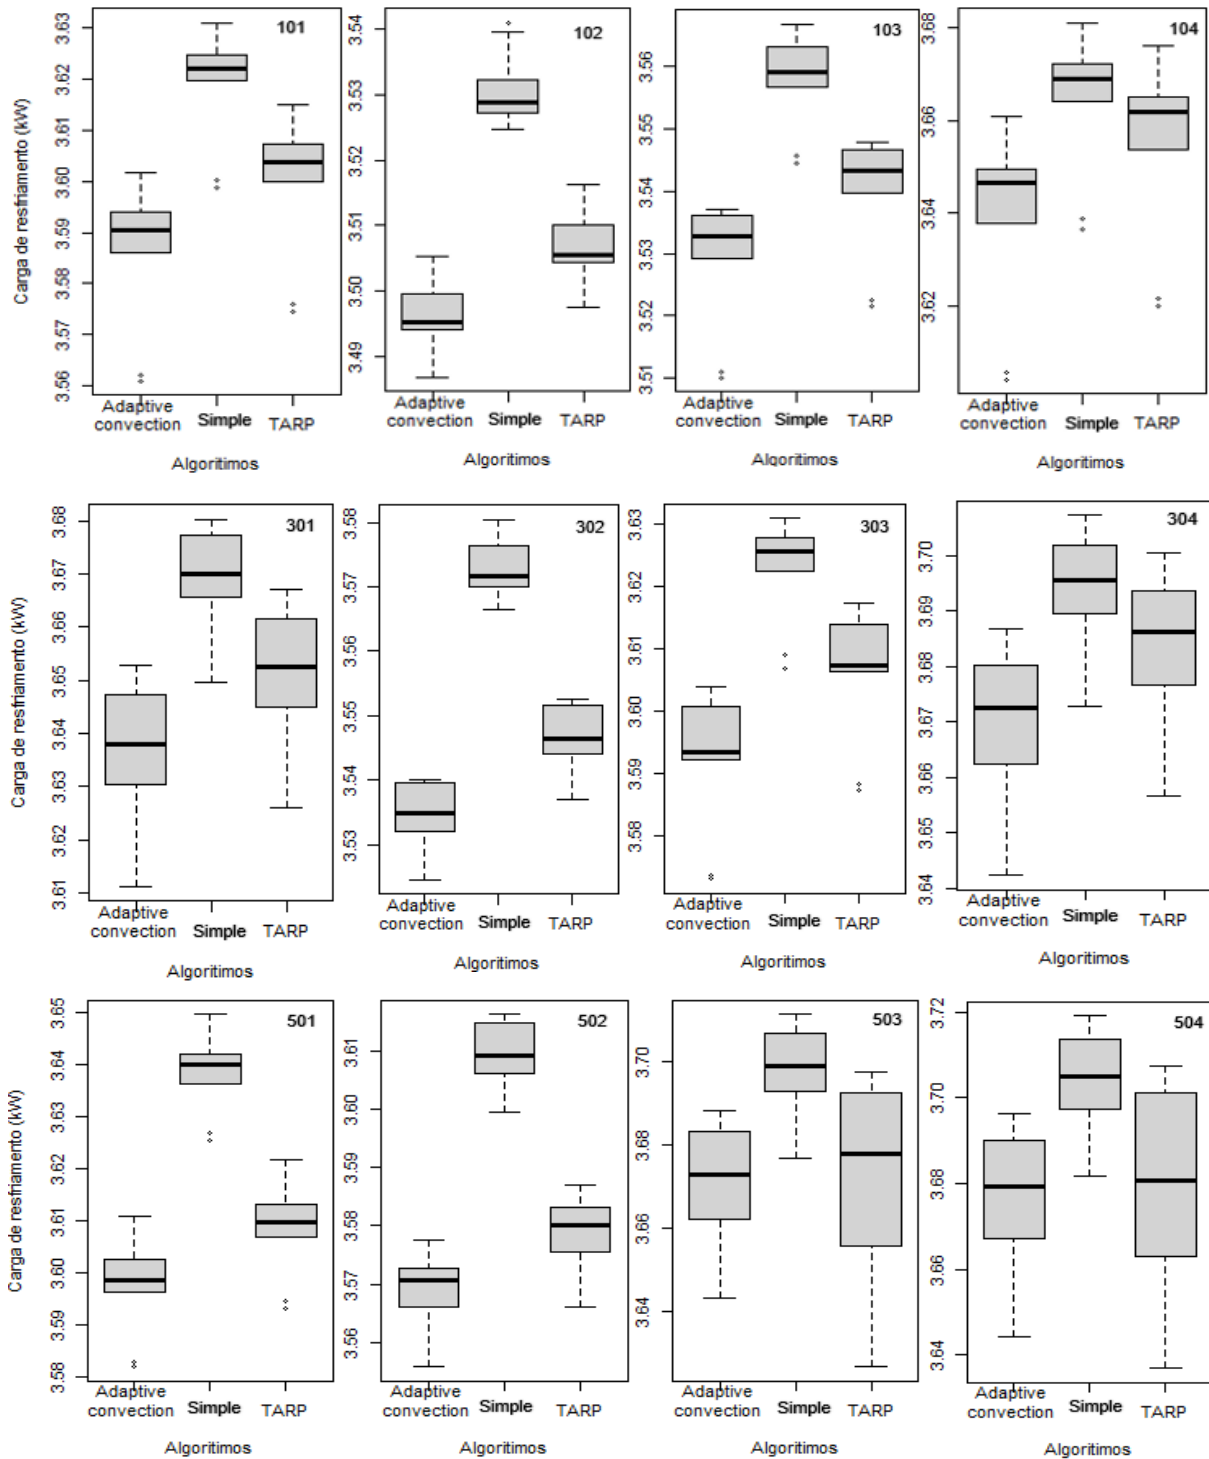 101
Carga de resfriamento (kW)
3.63
3.62
3.61
3.60
3.59
3.58
3.57
3.56
Adaptive convection
Simple
TARP
Algoritimos
102
3.54
3.53
3.52
3.51
3.50
3.49
Adaptive convection
Simple
TARP
Algoritimos
103
3.56
3.55
3.54
3.53
3.52
3.51
Adaptive convection
Simple
TARP
Algoritimos
104
3.68
3.66
3.64
3.62
Adaptive convection
Simple
TARP
Algoritimos
301
Carga de resfriamento (kW)
3.68
3.67
3.66
3.65
3.64
3.63
3.62
3.61
Adaptive convection
Simple
TARP
Algoritimos
302
3.58
3.57
3.56
3.55
3.54
3.53
Adaptive convection
Simple
TARP
Algoritimos
303
3.63
3.62
3.61
3.60
3.59
3.58
Adaptive convection
Simple
TARP
Algoritimos
304
3.70
3.69
3.68
3.67
3.66
3.65
3.64
Adaptive convection
Simple
TARP
Algoritimos
501
Carga de resfriamento (kW)
3.65
3.64
3.63
3.62
3.61
3.60
3.59
3.58
Adaptive convection
Simple
TARP
Algoritimos
502
3.61
3.60
3.59
3.58
3.57
3.56
Adaptive convection
Simple
TARP
Algoritimos
503
3.70
3.68
3.66
3.64
Adaptive convection
Simple
TARP
Algoritimos
504
3.72
3.70
3.68
3.66
3.64
Adaptive convection
Simple
TARP
Algoritimos